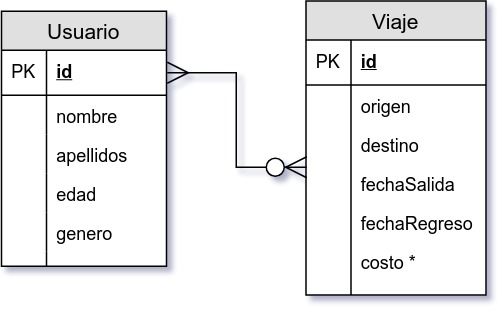 Usuario
PK id
nombre
apellidos
edad
genero
Viaje
PK id
origen
destino
fechaSalida
fechaRegreso
costo *